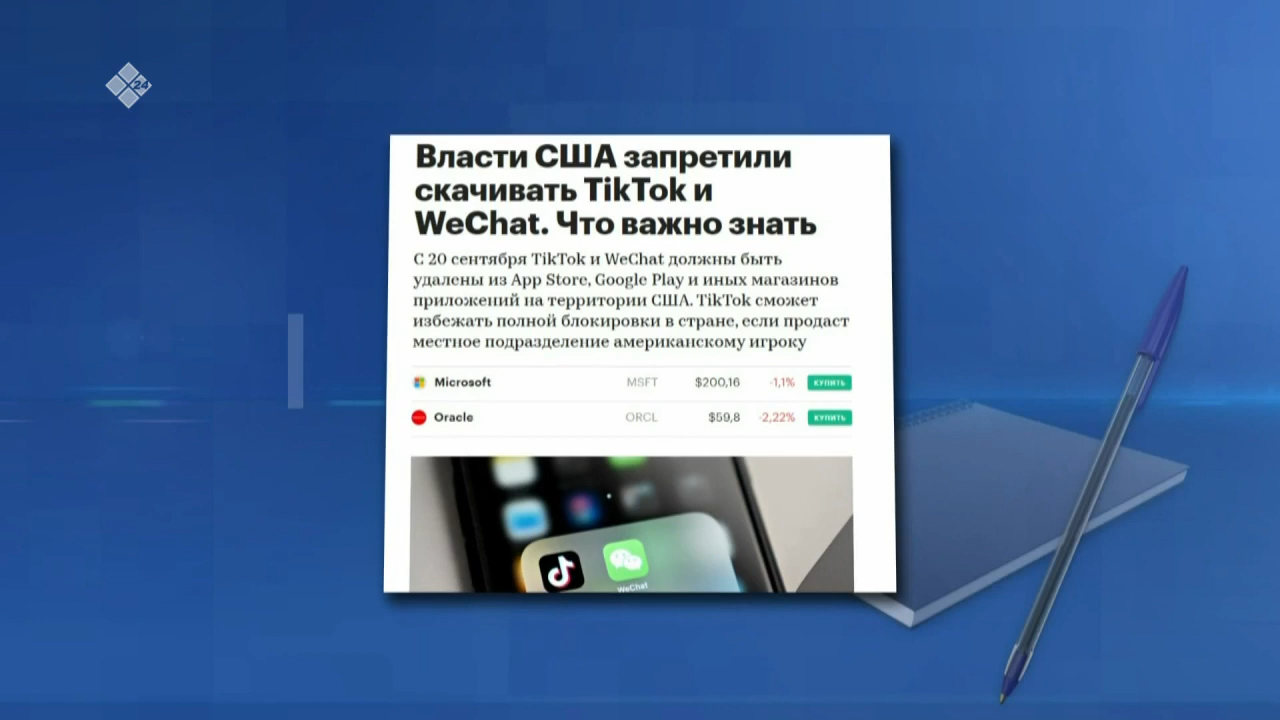 24
Власти США запретили
скачивать TikTok и
WeChat. Что важно знать
С 20 сентября TikTok и WeChat должны быть
удалены из App Store, Google Play и иных магазинов
приложений на территории США. TikTok сможет
избежать полной блокировки в стране, если продаст
местное подразделение американскому игроку
Microsoft MSFT $200,16 -1,1% КУПИТЬ
Oracle ORCL $59,8 -2,22% КУПИТЬ
WeChat